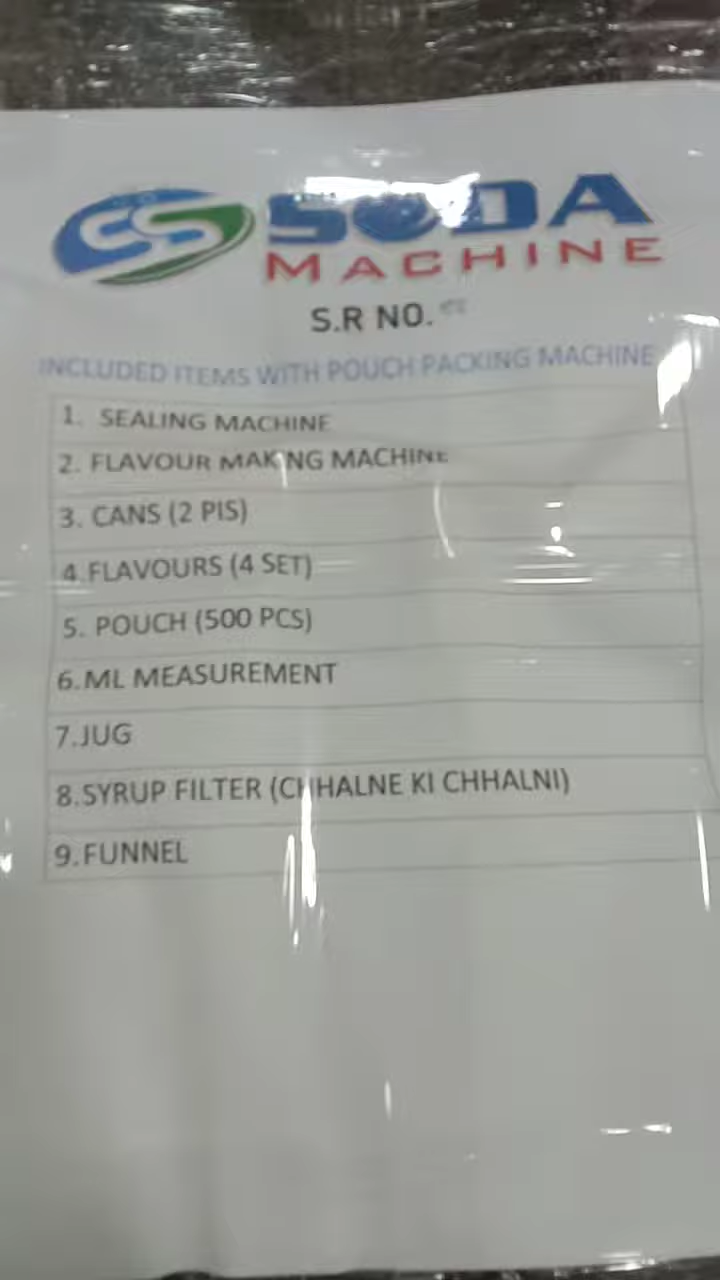 SODA
MACHINE
S.R NO.
INCLUDED ITEMS WITH POUCH PACKING MACHINE
1. SEALING MACHINE
2. FLAVOUR MAKING MACHINE
3. CANS (2 PIS)
4.FLAVOURS (4 SET)
5. POUCH (500 PCS)
6.ML MEASUREMENT
7.JUG
8.SYRUP FILTER (CHHALNE KI CHHALNI)
9.FUNNEL